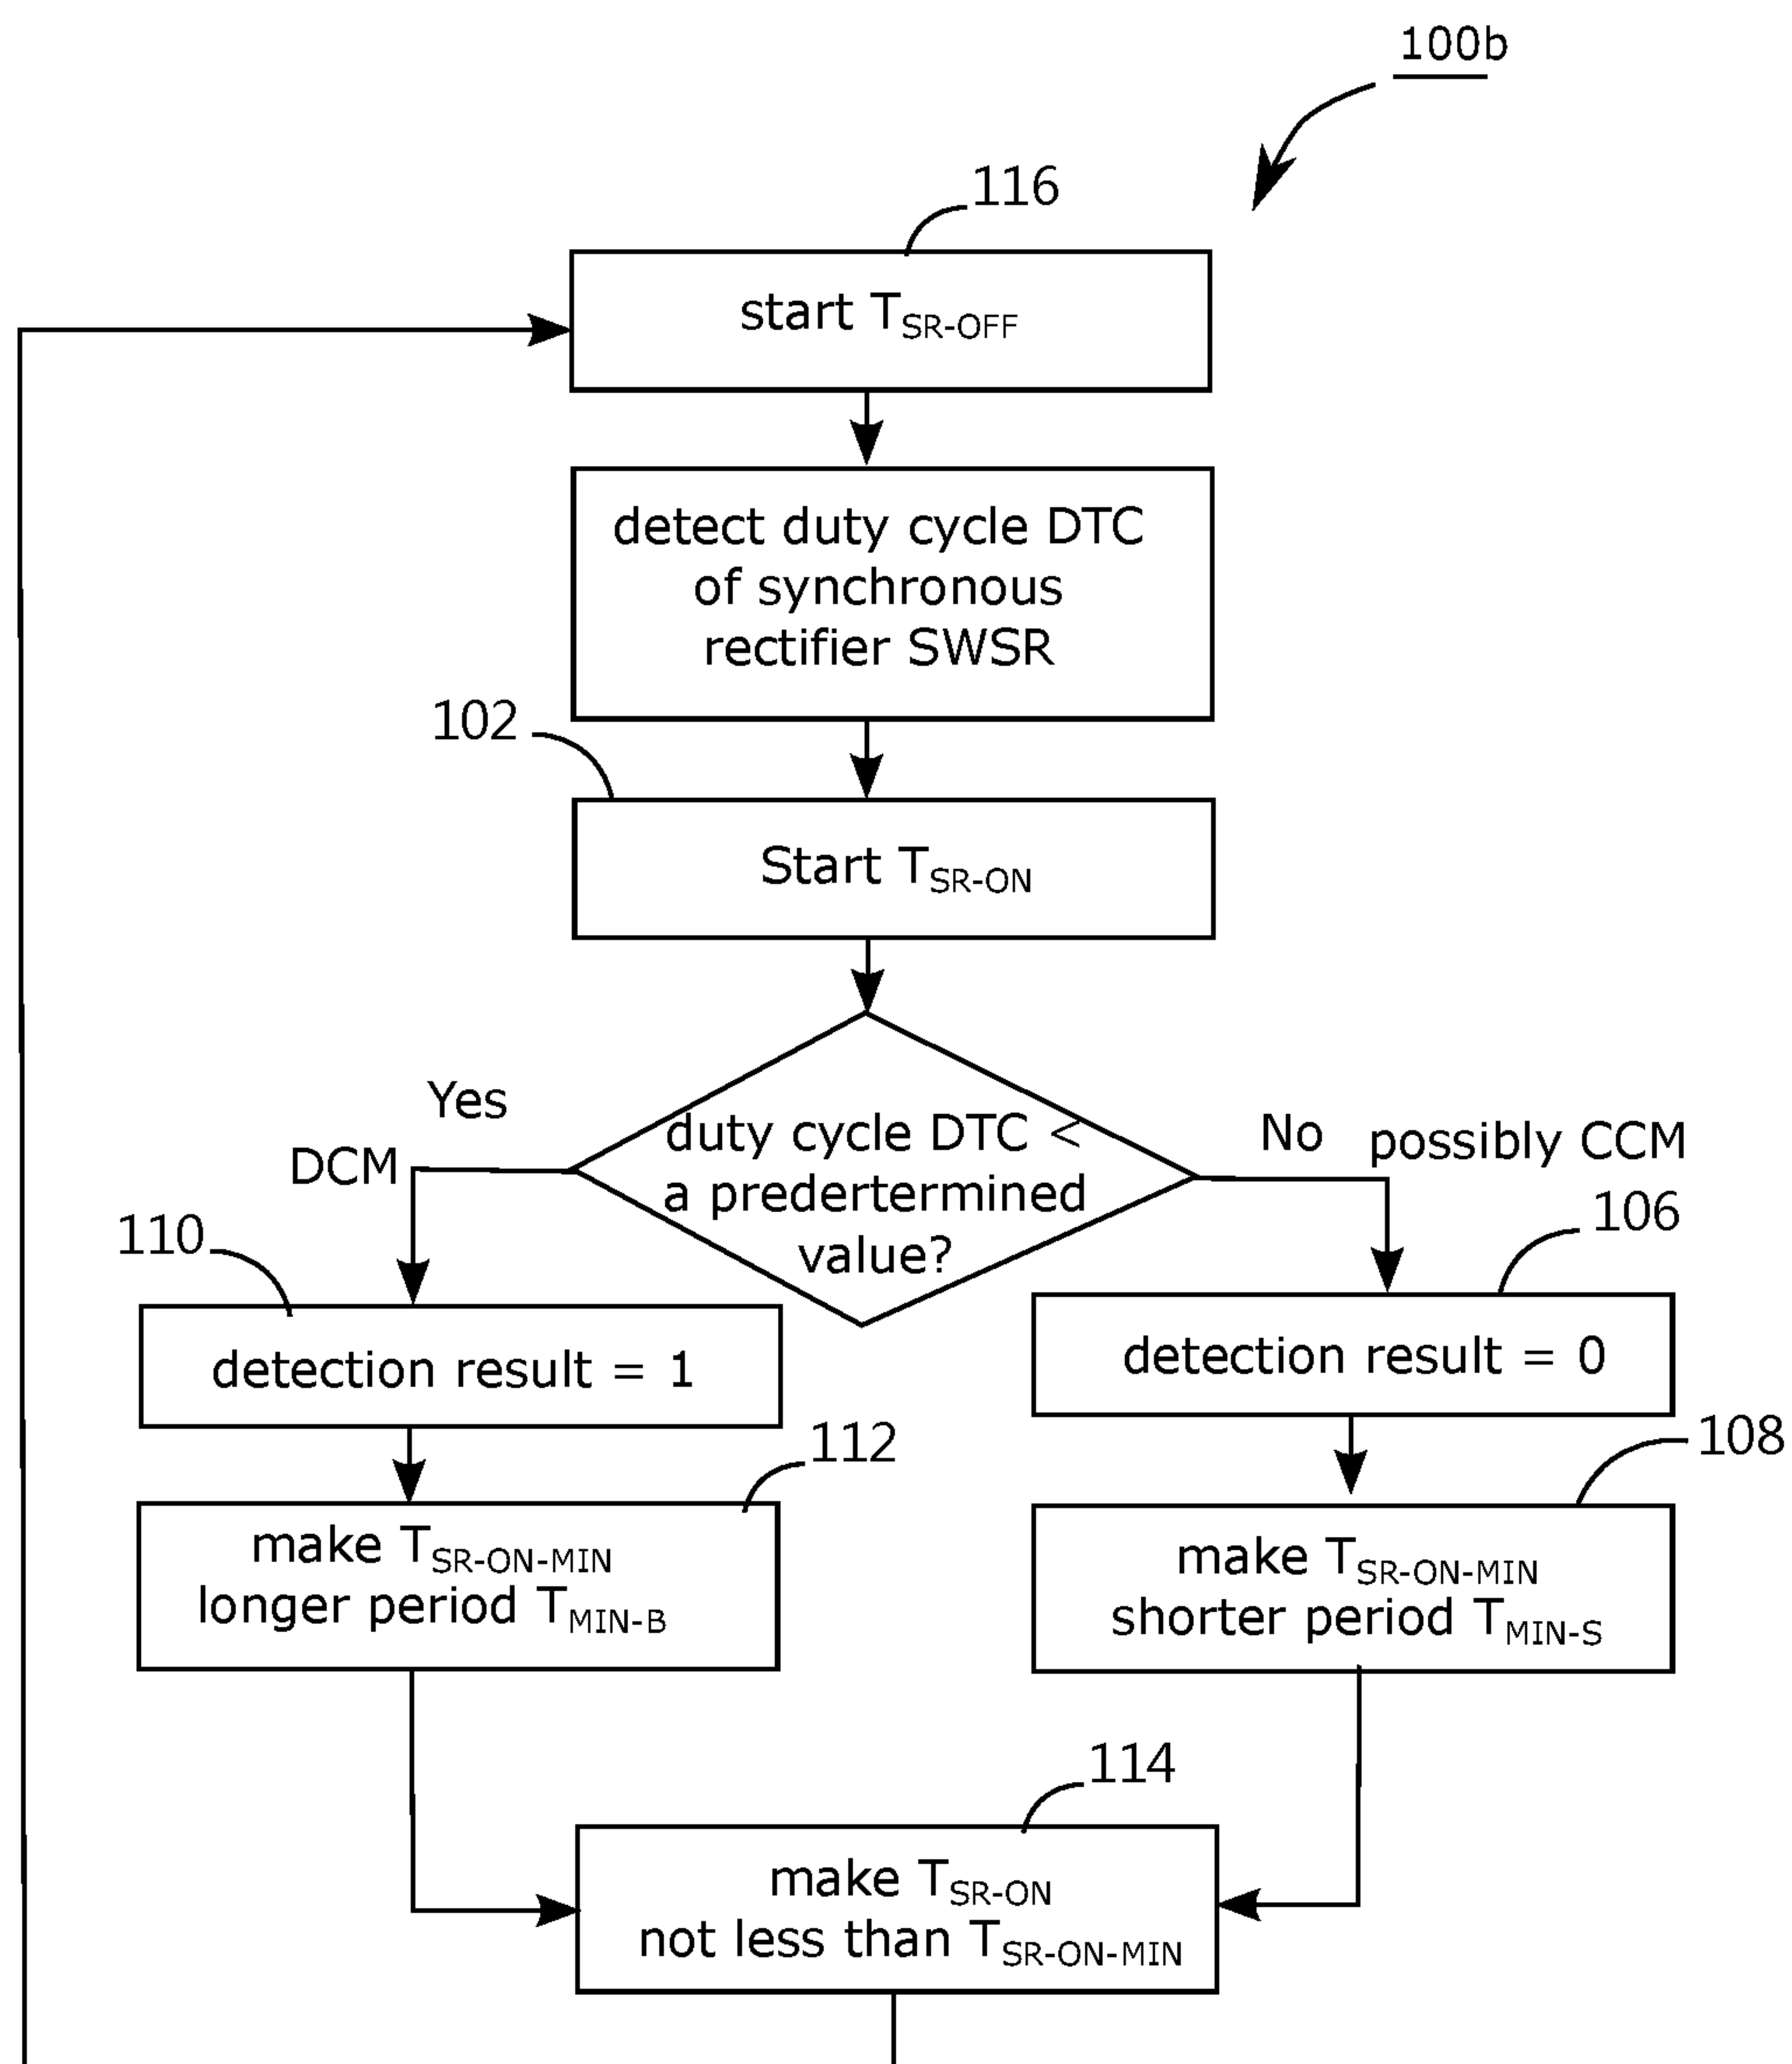 100b
116
start TSR-OFF
detect duty cycle DTC
of synchronous
rectifier SWSR
102
Start TSR-ON
Yes
duty cycle DTC <
a predertermined
value?
No
possibly CCM
DCM
110
106
detection result = 1
detection result = 0
112
108
make TSR-ON-MIN
longer period TMIN-B
make TSR-ON-MIN
shorter period TMIN-S
114
make TSR-ON
not less than TSR-ON-MIN